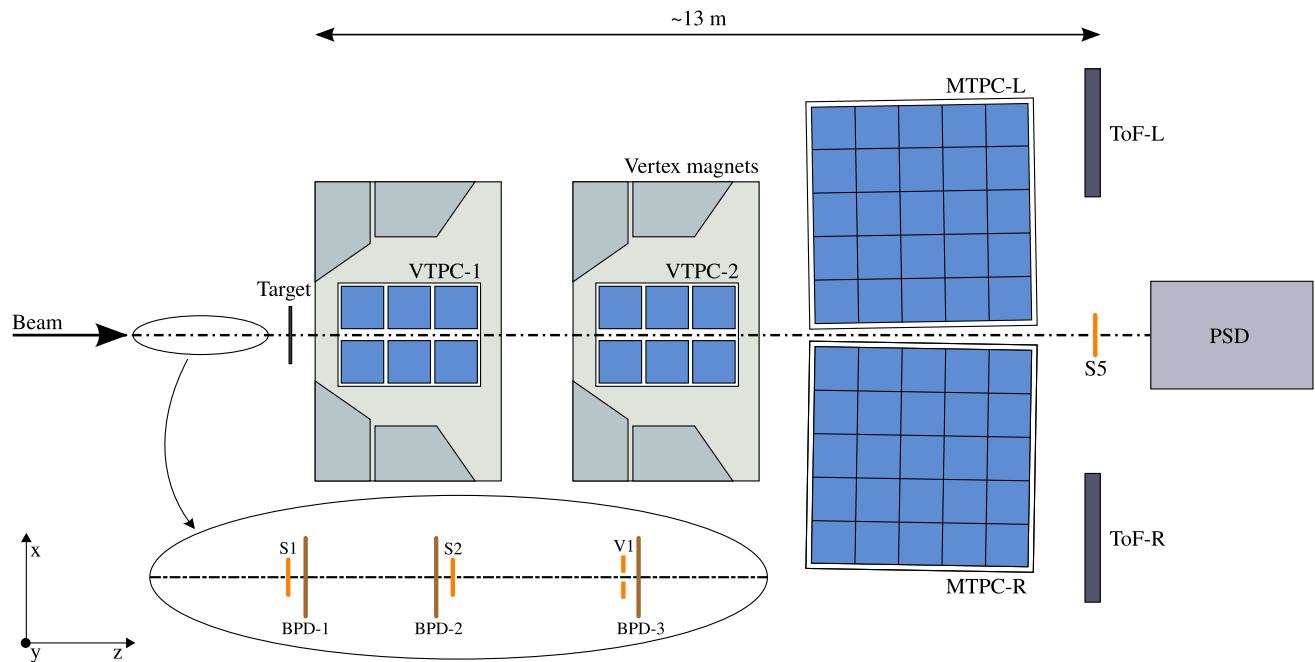 ~13 m
MTPC-L
ToF-L
Vertex magnets
VTPC-1
VTPC-2
Target
Beam
PSD
S5
S1
S2
V1
x
ToF-R
MTPC-R
BPD-1
BPD-2
BPD-3
y
z